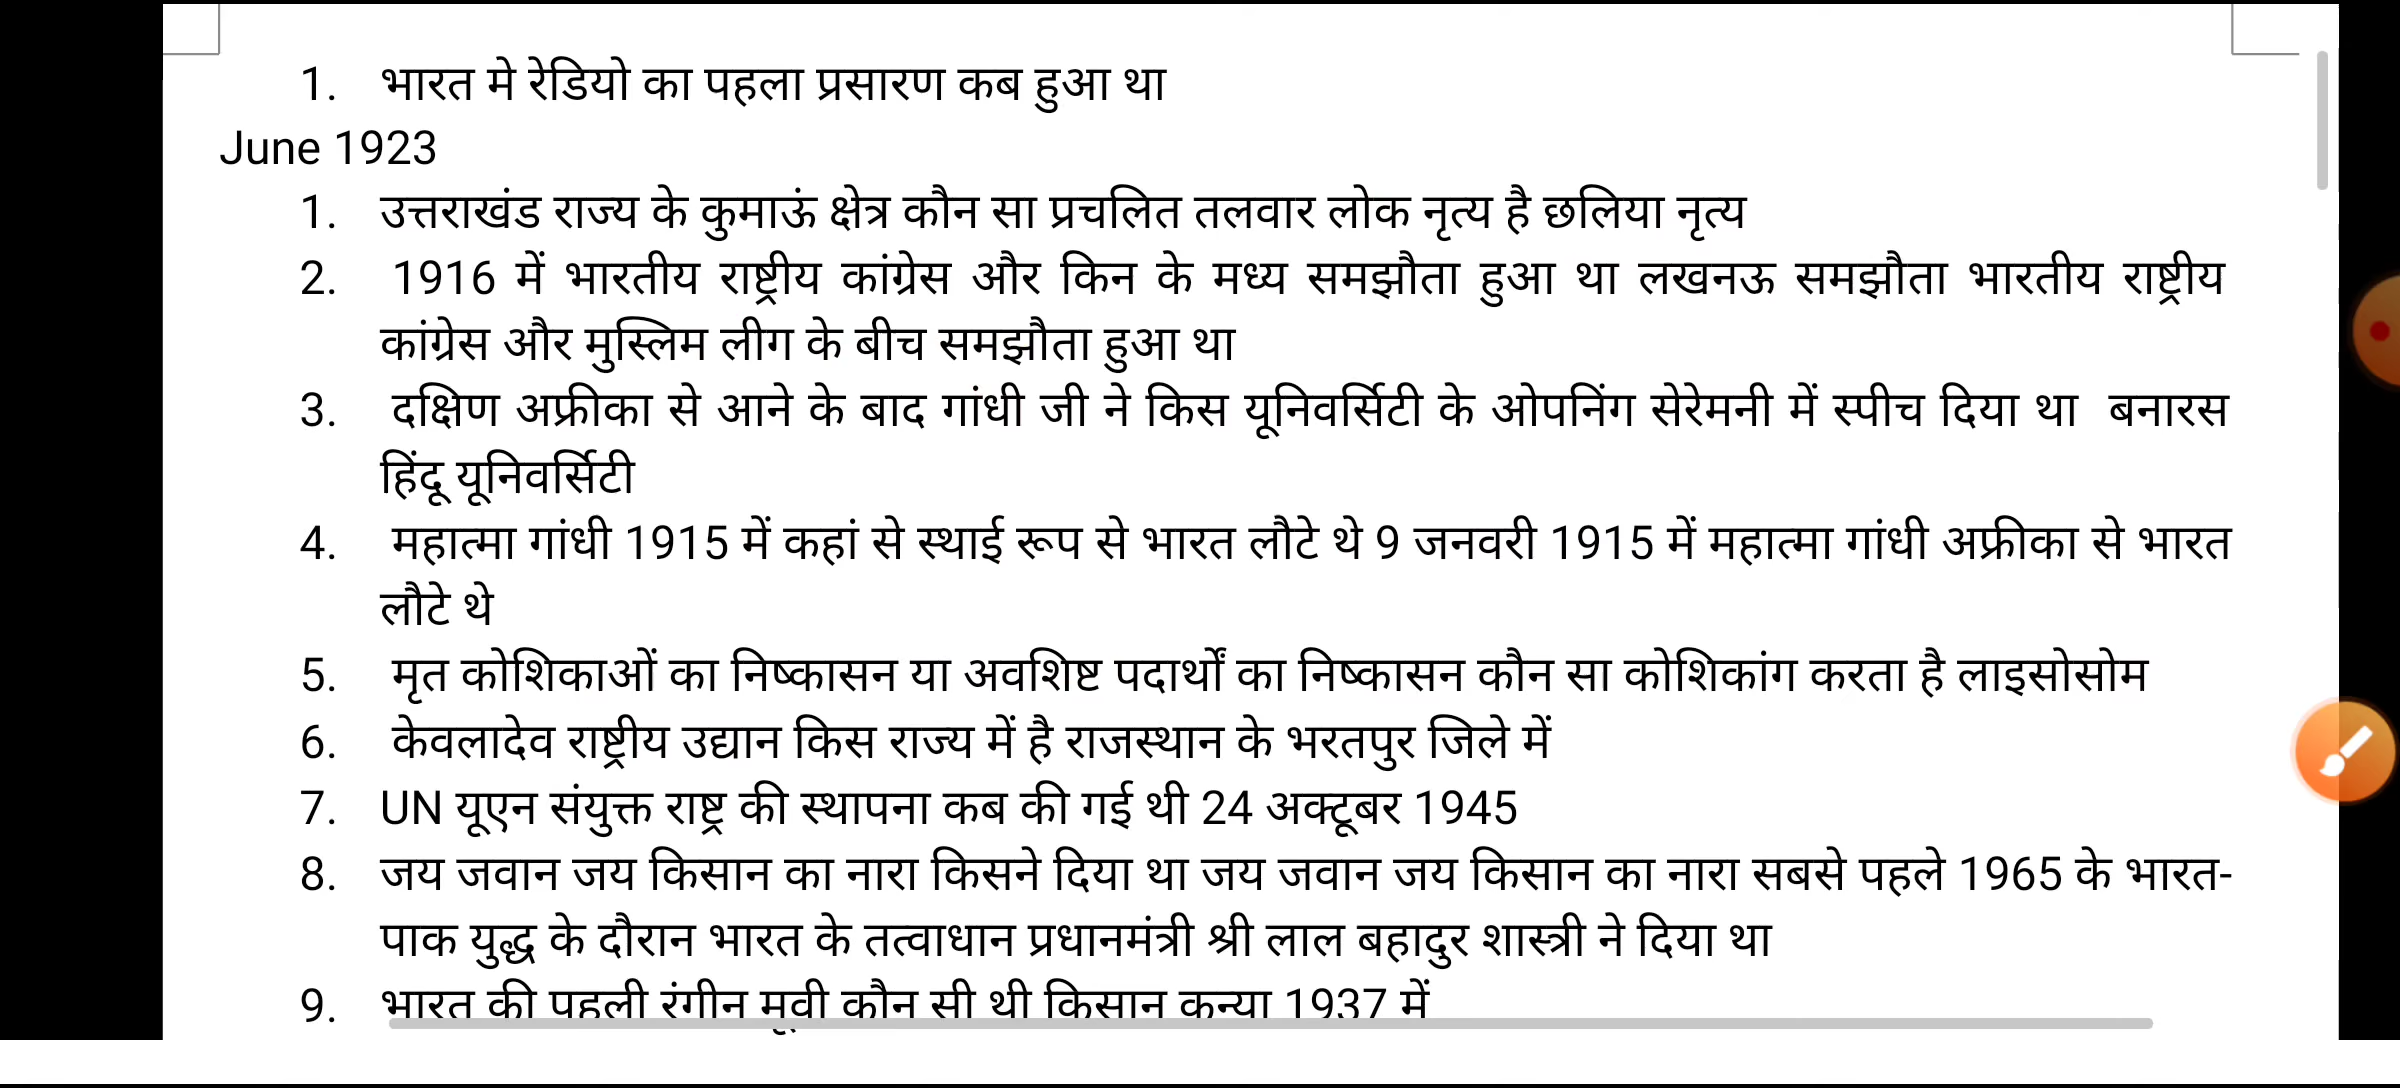 1. भारत मे रेडियो का पहला प्रसारण कब हुआ था
June 1923
1. उत्तराखंड राज्य के कुमाऊं क्षेत्र कौन सा प्रचलित तलवार लोक नृत्य है छलिया नृत्य
2. 1916 में भारतीय राष्ट्रीय कांग्रेस और किन के मध्य समझौता हुआ था लखनऊ समझौता भारतीय राष्ट्रीय
कांग्रेस और मुस्लिम लीग के बीच समझौता हुआ था
3. दक्षिण अफ्रीका से आने के बाद गांधी जी ने किस यूनिवर्सिटी के ओपनिंग सेरेमनी में स्पीच दिया था बनारस
हिंदू यूनिवर्सिटी
4. महात्मा गांधी 1915 में कहां से स्थाई रूप से भारत लौटे थे 9 जनवरी 1915 में महात्मा गांधी अफ्रीका से भारत
लौटे थे
5. मृत कोशिकाओं का निष्कासन या अवशिष्ट पदार्थों का निष्कासन कौन सा कोशिकांग करता है लाइसोसोम
6. केवलादेव राष्ट्रीय उद्यान किस राज्य में है राजस्थान के भरतपुर जिले में
7. UN यूएन संयुक्त राष्ट्र की स्थापना कब की गई थी 24 अक्टूबर 1945
8. जय जवान जय किसान का नारा किसने दिया था जय जवान जय किसान का नारा सबसे पहले 1965 के भारत-
पाक युद्ध के दौरान भारत के तत्वाधान प्रधानमंत्री श्री लाल बहादुर शास्त्री ने दिया था
9. भारत की पहली रंगीन मूवी कौन सी थी किसान कन्या 1937 में